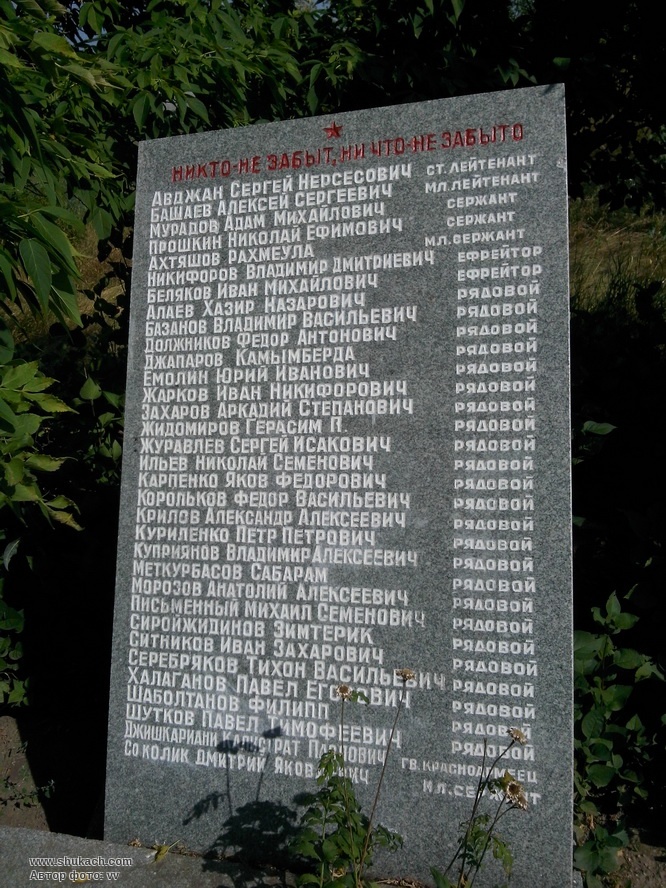 НИКТО-НЕ ЗАБЫТ, НИ ЧТО-НЕ ЗАБЫТО
АВДЖАН СЕРГЕЙ НЕРСЕСОВИЧ СТ. ЛЕЙТЕНАНТ
БАШАЕВ АЛЕКСЕЙ СЕРГЕЕВИЧ МЛ. ЛЕЙТЕНАНТ
МУРАДОВ АДАМ МИХАЙЛОВИЧ СЕРЖАНТ
ПРОШКИН НИКОЛАЙ ЕФИМОВИЧ СЕРЖАНТ
АХТЯШОВ РАХМЕУЛА МЛ. СЕРЖАНТ
НИКИФОРОВ ВЛАДИМИР ДМИТРИЕВИЧ ЕФРЕЙТОР
БЕЛЯКОВ ИВАН МИХАЙЛОВИЧ ЕФРЕЙТОР
АЛАЕВ ХАЗИР НАЗАРОВИЧ РЯДОВОЙ
БАЗАНОВ ВЛАДИМИР ВАСИЛЬЕВИЧ РЯДОВОЙ
ДОЛЖНИКОВ ФЕДОР АНТОНОВИЧ РЯДОВОЙ
ДЖАПАРОВ КАМЫМБЕРДА РЯДОВОЙ
ЕМОЛИН ЮРИЙ ИВАНОВИЧ РЯДОВОЙ
ЖАРКОВ ИВАН НИКИФОРОВИЧ РЯДОВОЙ
ЗАХАРОВ АРКАДИЙ СТЕПАНОВИЧ РЯДОВОЙ
ЖИДОМИРОВ ГЕРАСИМ П. РЯДОВОЙ
ЖУРАВЛЕВ СЕРГЕЙ ИСАКОВИЧ РЯДОВОЙ
ИЛЬЕВ НИКОЛАЙ СЕМЕНОВИЧ РЯДОВОЙ
КАРПЕНКО ЯКОВ ФЕДОРОВИЧ РЯДОВОЙ
КОРОЛЬКОВ ФЕДОР ВАСИЛЬЕВИЧ РЯДОВОЙ
КРИЛОВ АЛЕКСАНДР АЛЕКСЕЕВИЧ РЯДОВОЙ
КУРИЛЕНКО ПЕТР ПЕТРОВИЧ РЯДОВОЙ
КУПРИЯНОВ ВЛАДИМИР АЛЕКСЕЕВИЧ РЯДОВОЙ
МЕТКУРБАСОВ САБАРАМ РЯДОВОЙ
МОРОЗОВ АНАТОЛИЙ АЛЕКСЕЕВИЧ РЯДОВОЙ
ПИСЬМЕННЫЙ МИХАИЛ СЕМЕНОВИЧ РЯДОВОЙ
СИРОЙЖИДИНОВ ЗИМТЕРИК РЯДОВОЙ
СИТНИКОВ ИВАН ЗАХАРОВИЧ РЯДОВОЙ
СЕРЕБРЯКОВ ТИХОН ВАСИЛЬЕВИЧ РЯДОВОЙ
ХАЛАГАНОВ ПАВЕЛ ЕГОРОВИЧ РЯДОВОЙ
ШАБОЛТАНОВ ФИЛИПП РЯДОВОЙ
ШУТКОВ ПАВЕЛ ТИМОФЕЕВИЧ РЯДОВОЙ
ДЖИШКАРИАНИ ПАВЛОВИЧ ГВ. КРАСНОАРМЕЕЦ
СОКОЛИК ДМИТРИЙ ЯКОВЛЕВИЧ МЛ. СЕРЖАНТ
www.shukach.com
Автор фото: vv